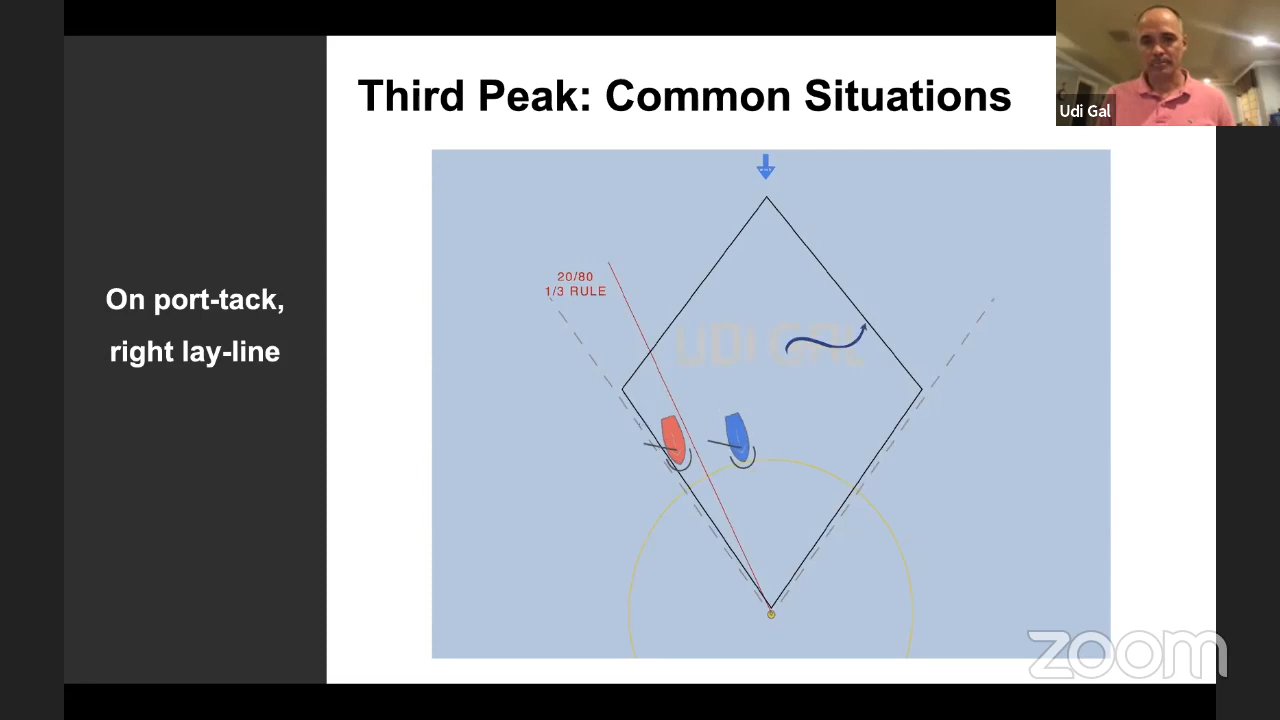 Third Peak: Common Situations
Udi Gal
20/80
1/3 RULE
UDI GAL
On port-tack,
right lay-line
zoom